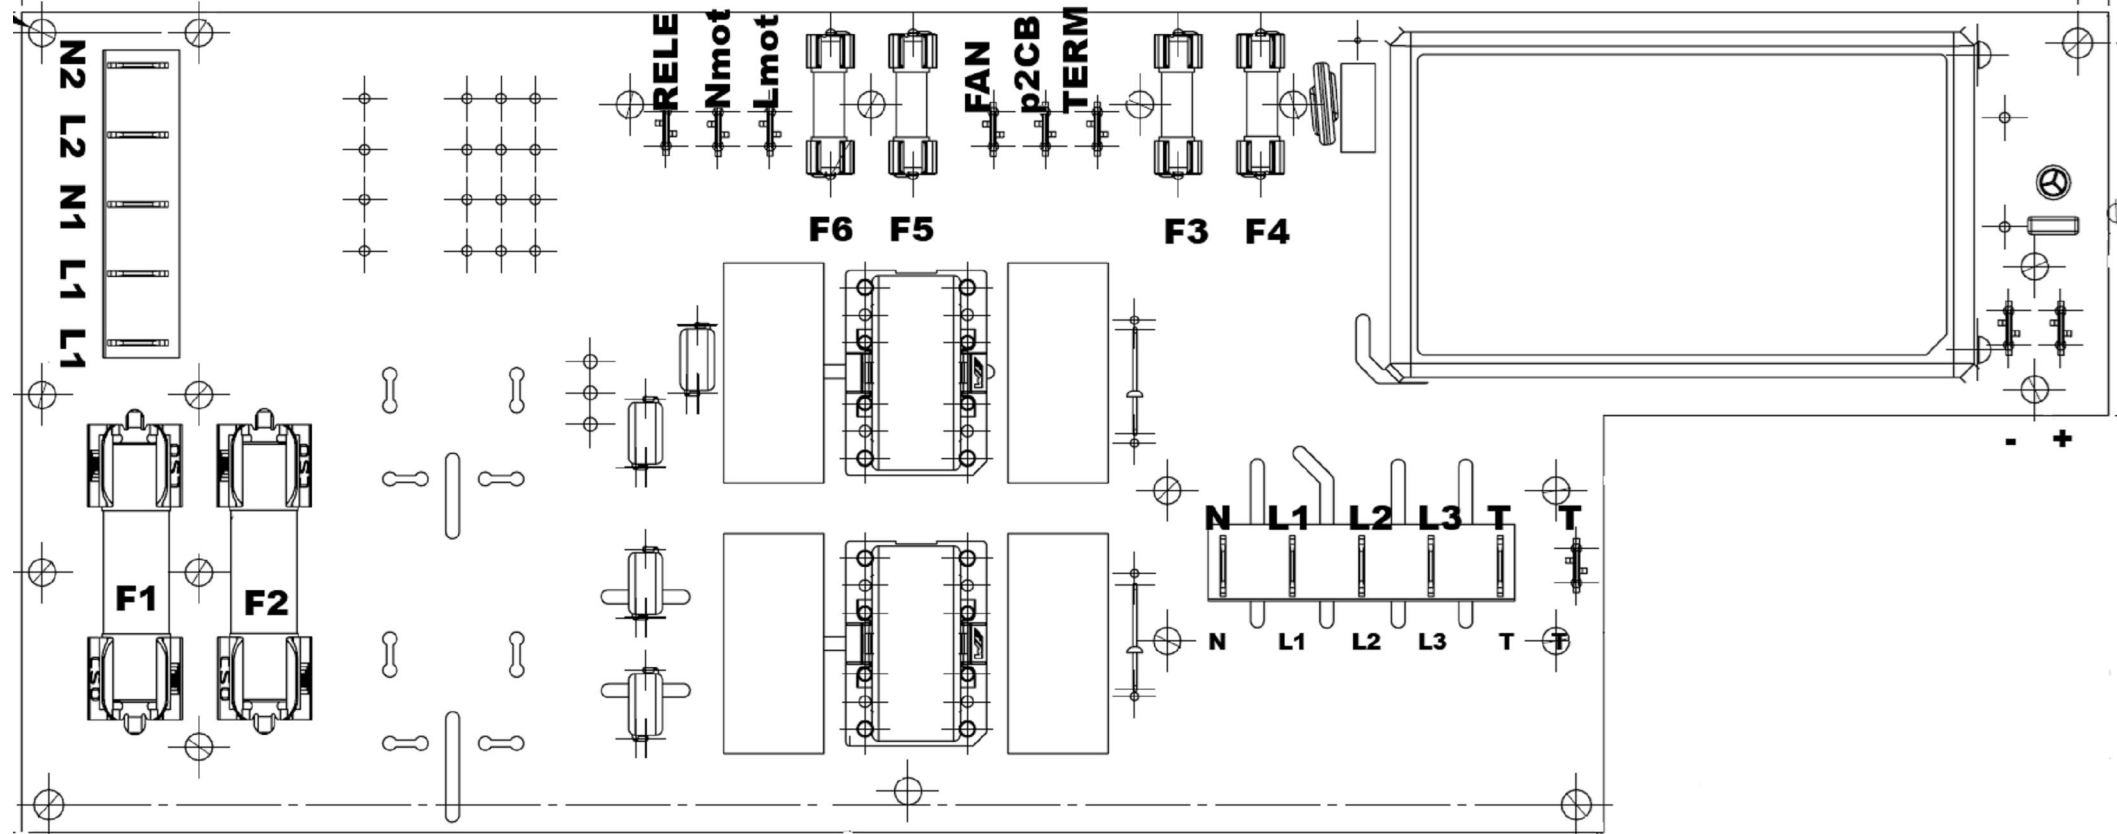 N2
L2
N1
L1
L1
RELE
Nmot
Lmot
FAN
p2CB
TERM
F6
F5
F3
F4
F1
F2
- +
N L1 L2 L3 T T
N L1 L2 L3 T T